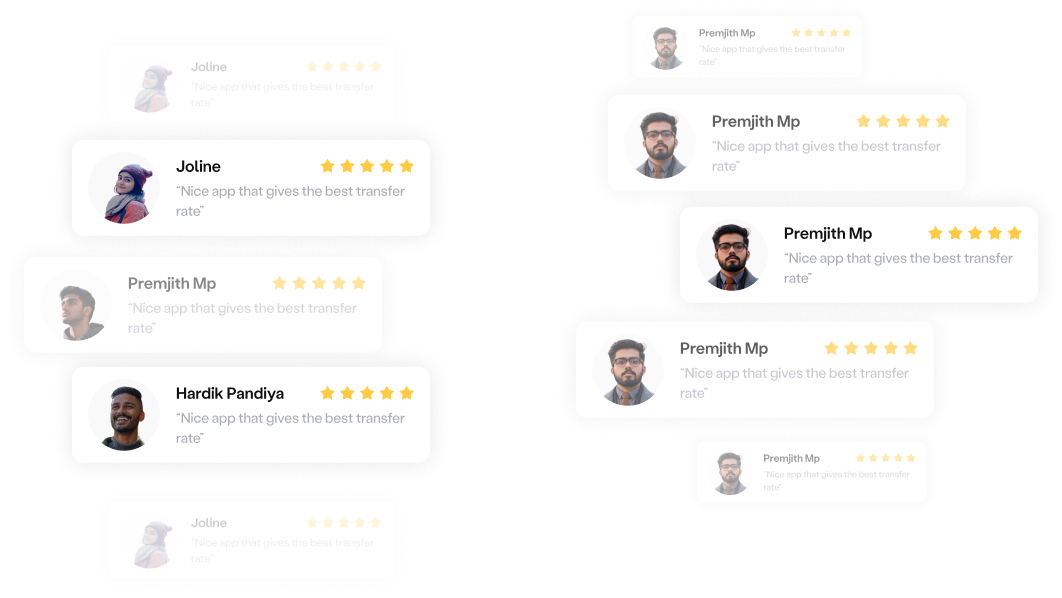 Joline
“Nice app that gives the best transfer
rate”
Joline
“Nice app that gives the best transfer
rate”
Premjith Mp
“Nice app that gives the best transfer
rate”
Hardik Pandiya
“Nice app that gives the best transfer
rate”
Joline
“Nice app that gives the best transfer
rate”
Premjith Mp
“Nice app that gives the best transfer
rate”
Premjith Mp
“Nice app that gives the best transfer
rate”
Premjith Mp
“Nice app that gives the best transfer
rate”
Premjith Mp
“Nice app that gives the best transfer
rate”
Premjith Mp
“Nice app that gives the best transfer
rate”